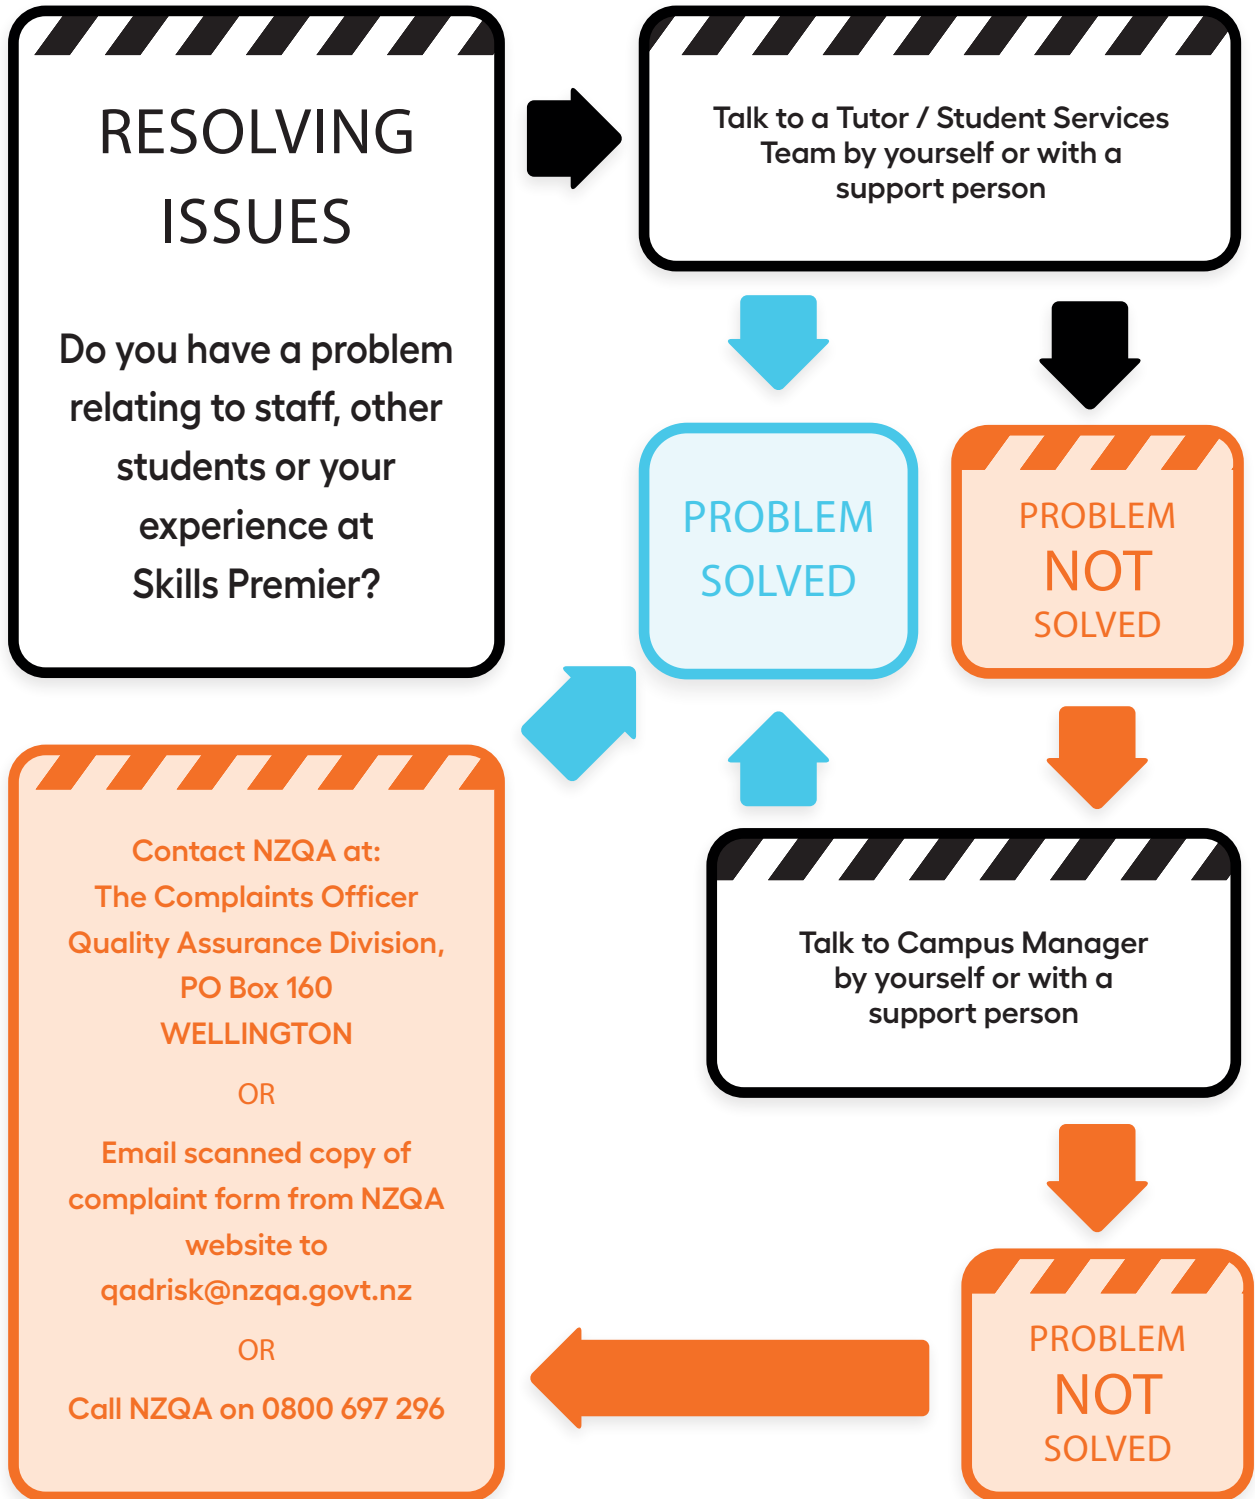 RESOLVING
ISSUES
Do you have a problem
relating to staff, other
students or your
experience at
Skills Premier?
Talk to a Tutor / Student Services
Team by yourself or with a
support person
PROBLEM
SOLVED
PROBLEM
NOT
SOLVED
Talk to Campus Manager
by yourself or with a
support person
PROBLEM
NOT
SOLVED
Contact NZQA at:
The Complaints Officer
Quality Assurance Division,
PO Box 160
WELLINGTON
OR
Email scanned copy of
complaint form from NZQA
website to
qadrisk@nzqa.govt.nz
OR
Call NZQA on 0800 697 296